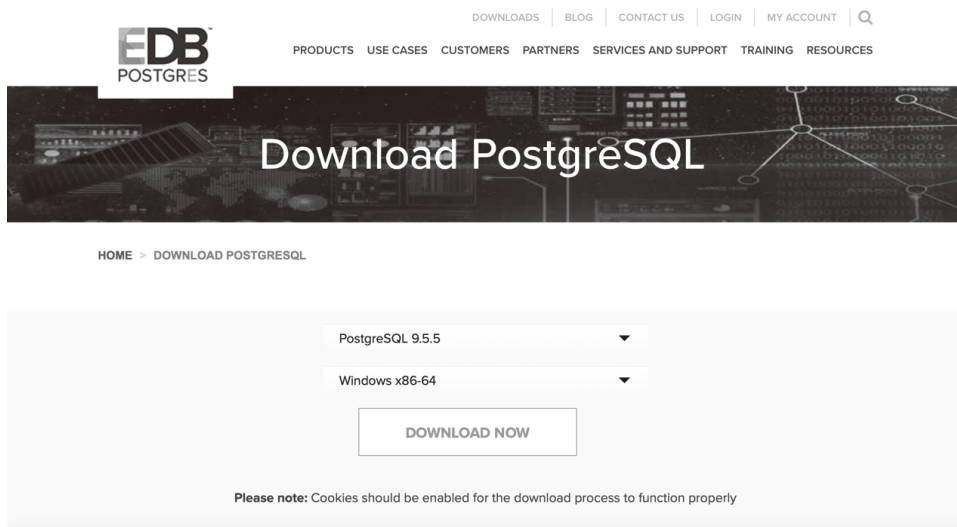 DOWNLOADS BLOG CONTACT US LOGIN MY ACCOUNT
EDB™
POSTGRES
PRODUCTS USE CASES CUSTOMERS PARTNERS SERVICES AND SUPPORT TRAINING RESOURCES
Download PostgreSQL
HOME > DOWNLOAD POSTGRESQL
PostgreSQL 9.5.5
Windows x86-64
DOWNLOAD NOW
Please note: Cookies should be enabled for the download process to function properly